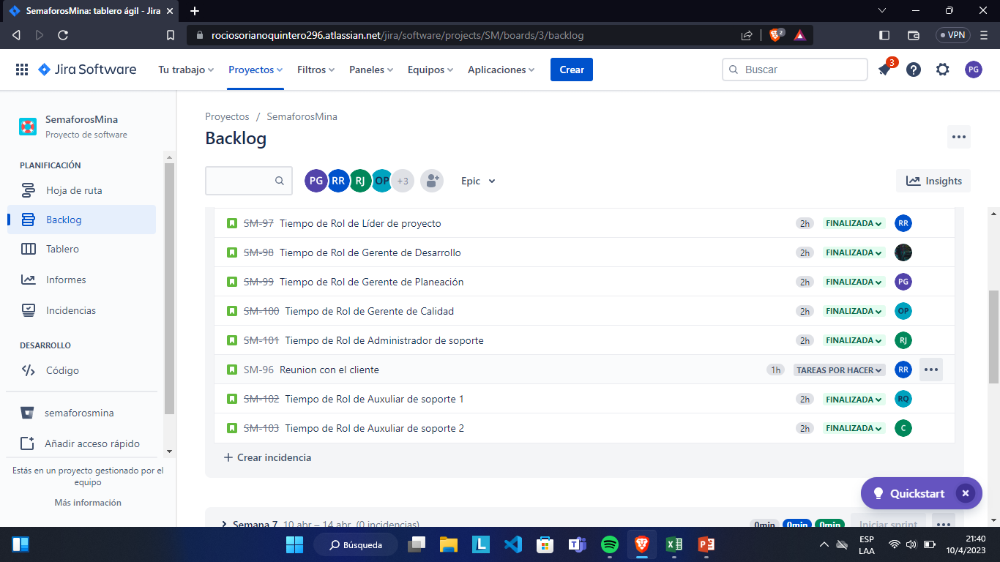 SemaforosMina: tablero ágil - Jira
rociosorianoquintero296.atlassian.net/jira/software/projects/SM/boards/3/backlog
2
VPN
Jira Software
Tu trabajo
Proyectos
Filtros
Paneles
Equipos
Aplicaciones
Crear
Buscar
3
PG
SemaforosMina
Proyecto de software
PLANIFICACIÓN
Hoja de ruta
Backlog
Tablero
Informes
Incidencias
DESARROLLO
Código
semaforosmina
Añadir acceso rápido
Estás en un proyecto gestionado por el
equipo
Más información
Proyectos / SemaforosMina
Backlog
PG RR RJ OP +3
Epic
Insights
SM-97 Tiempo de Rol de Líder de proyecto 2h FINALIZADA RR
SM-98 Tiempo de Rol de Gerente de Desarrollo 2h FINALIZADA
SM-99 Tiempo de Rol de Gerente de Planeación 2h FINALIZADA PG
SM-100 Tiempo de Rol de Gerente de Calidad 2h FINALIZADA OP
SM-101 Tiempo de Rol de Administrador de soporte 2h FINALIZADA RJ
SM-96 Reunion con el cliente 1h TAREAS POR HACER RR
SM-102 Tiempo de Rol de Auxuliar de soporte 1 2h FINALIZADA RQ
SM-103 Tiempo de Rol de Auxuliar de soporte 2 2h FINALIZADA C
+ Crear incidencia
Quickstart
Semana 7 10 abr – 14 abr (0 incidencias) 0min 0min 0min Iniciar sprint
Búsqueda
ESP
LAA
21:40
10/4/2023